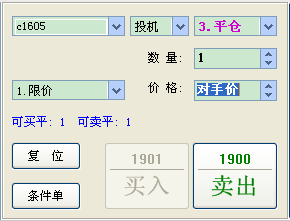 c1605 投机 3.平仓
数 量: 1
1.限价 价 格: 对手价
可买平: 1 可卖平: 1
复 位 1901 1900
条件单 买入 卖出